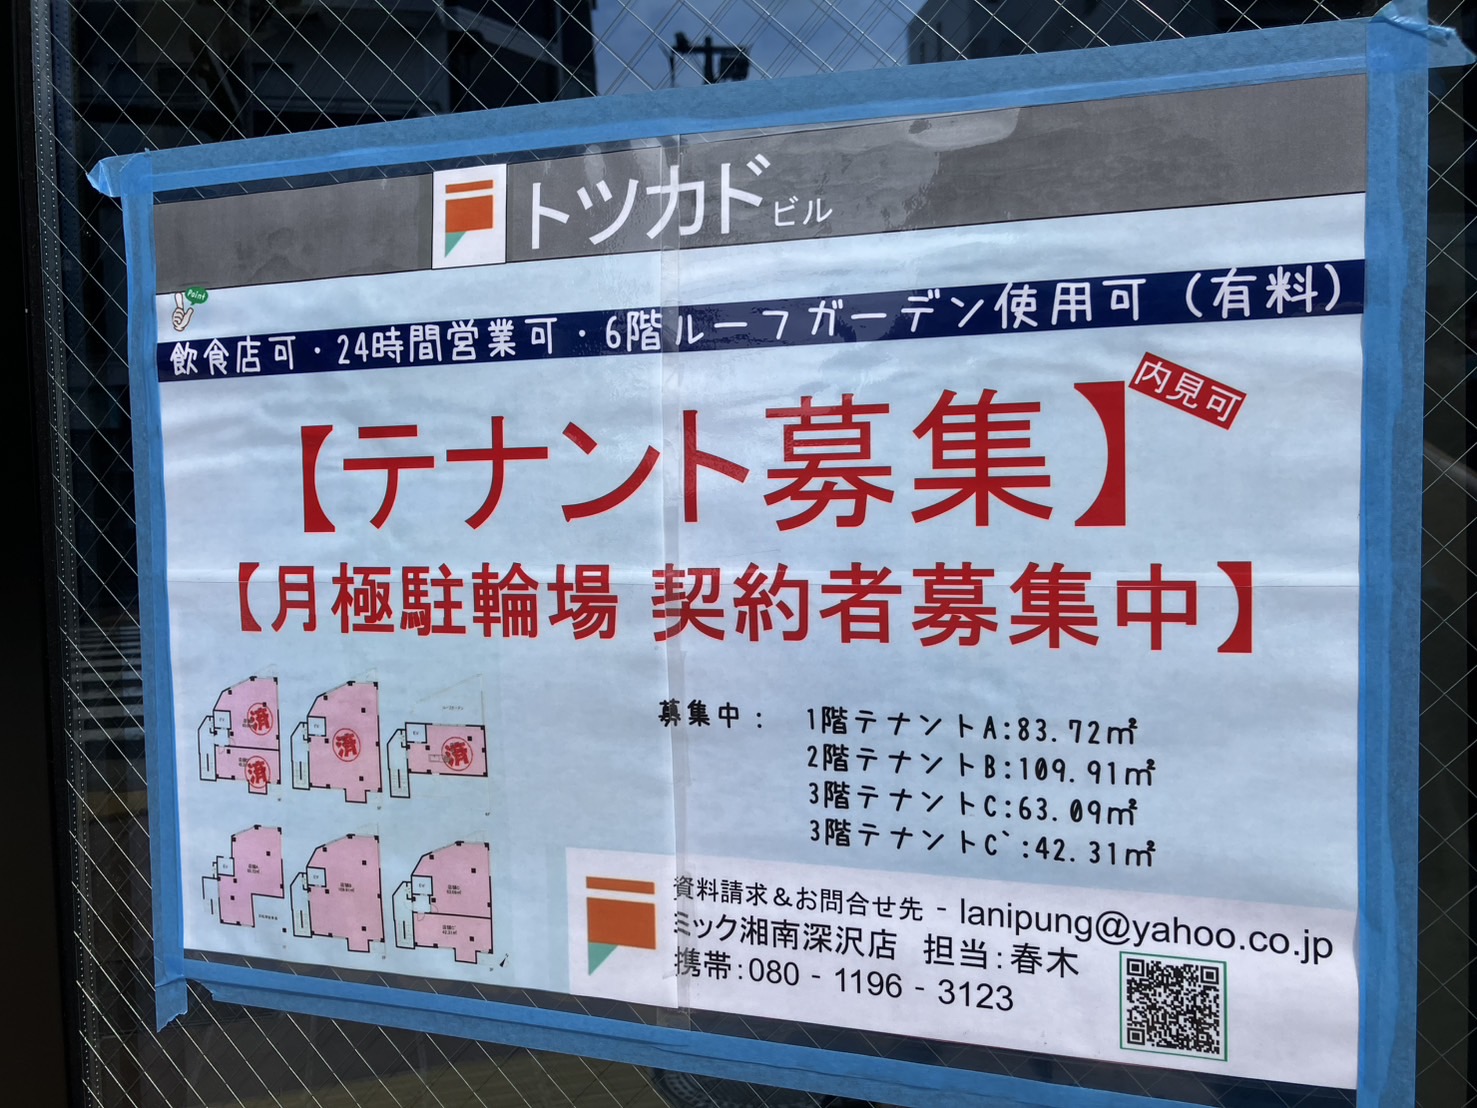 トツカドビル
Point
飲食店可・24時間営業可・6階ルーフガーデン使用可（有料）
【テナント募集】
内見可
【月極駐輪場 契約者募集中】
済
済
済
済
募集中： 1階テナントA:83.72㎡
2階テナントB:109.91㎡
3階テナントC:63.09㎡
3階テナントC`:42.31㎡
資料請求＆お問合せ先 - lanipung@yahoo.co.jp
ミック湘南深沢店 担当：春木
携帯：080 - 1196 - 3123